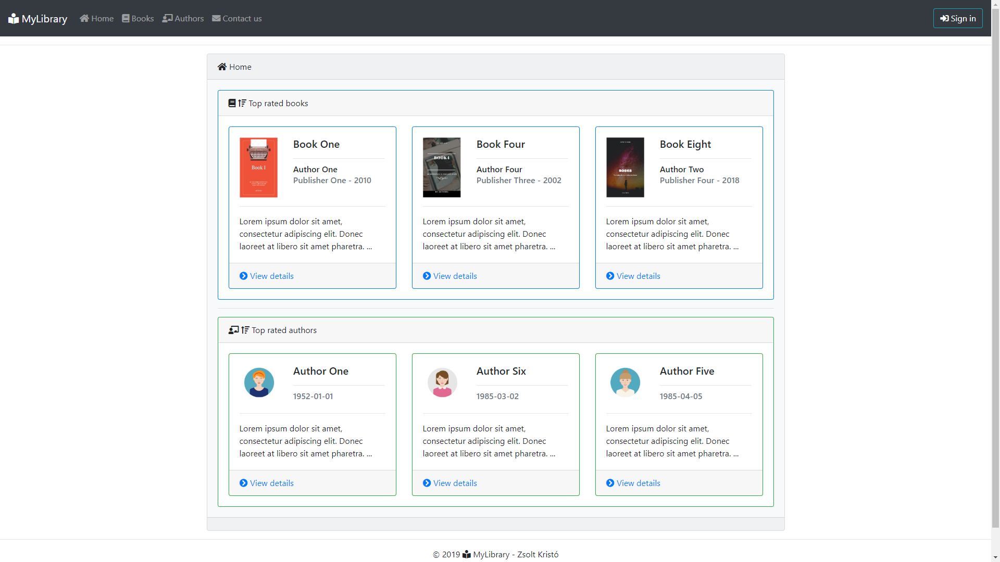 MyLibrary Home Books Authors Contact us Sign in
Home
Top rated books
Book One
Author One
Publisher One - 2010
Book 1
Lorem ipsum dolor sit amet,
consectetur adipiscing elit. Donec
laoreet at libero sit amet pharetra. ...
View details
Book Four
Author Four
Publisher Three - 2002
BOOK 4
Lorem ipsum dolor sit amet,
consectetur adipiscing elit. Donec
laoreet at libero sit amet pharetra. ...
View details
Book Eight
Author Two
Publisher Four - 2018
BOOK8
Lorem ipsum dolor sit amet,
consectetur adipiscing elit. Donec
laoreet at libero sit amet pharetra. ...
View details
Top rated authors
Author One
1952-01-01
Lorem ipsum dolor sit amet,
consectetur adipiscing elit. Donec
laoreet at libero sit amet pharetra. ...
View details
Author Six
1985-03-02
Lorem ipsum dolor sit amet,
consectetur adipiscing elit. Donec
laoreet at libero sit amet pharetra. ...
View details
Author Five
1985-04-05
Lorem ipsum dolor sit amet,
consectetur adipiscing elit. Donec
laoreet at libero sit amet pharetra. ...
View details
© 2019 MyLibrary - Zsolt Kristó